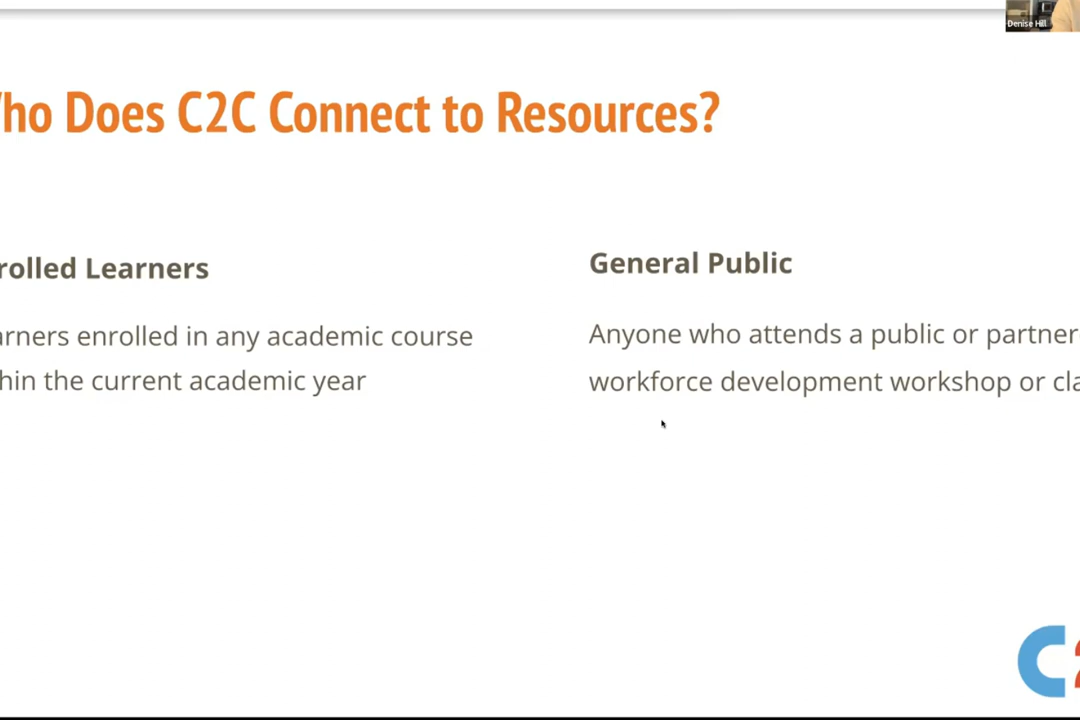 Denise Hill
ho Does C2C Connect to Resources?
rolled Learners
arners enrolled in any academic course
hin the current academic year
General Public
Anyone who attends a public or partner
workforce development workshop or cla
C2